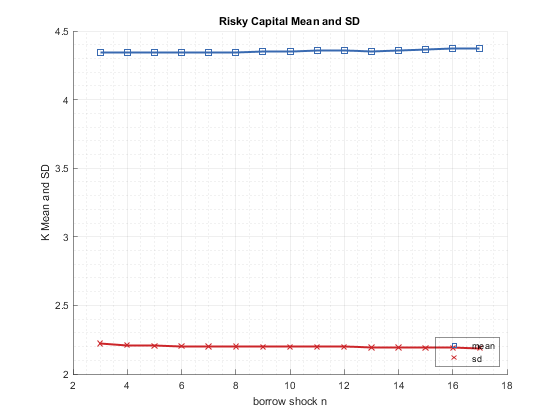 Risky Capital Mean and SD
4.5
4
3.5
3
2.5
2
K Mean and SD
mean
sd
2 4 6 8 10 12 14 16 18
borrow shock n